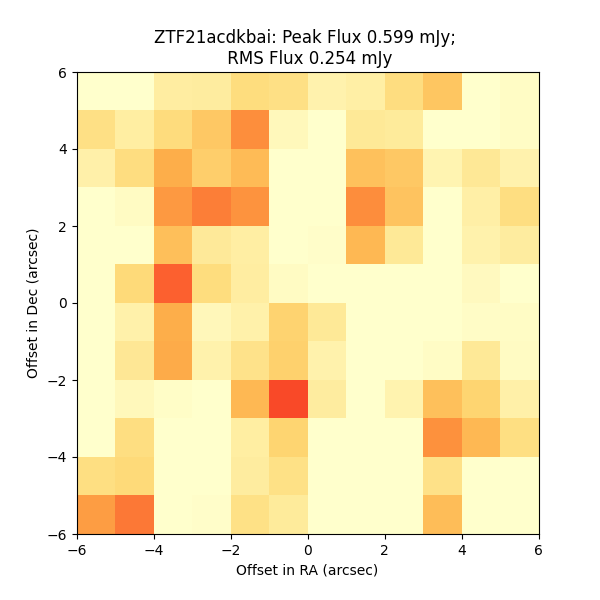 ZTF21acdkbai: Peak Flux 0.599 mJy;
RMS Flux 0.254 mJy
6
4
2
0
−2
−4
−6
Offset in Dec (arcsec)
−6 −4 −2 0 2 4 6
Offset in RA (arcsec)